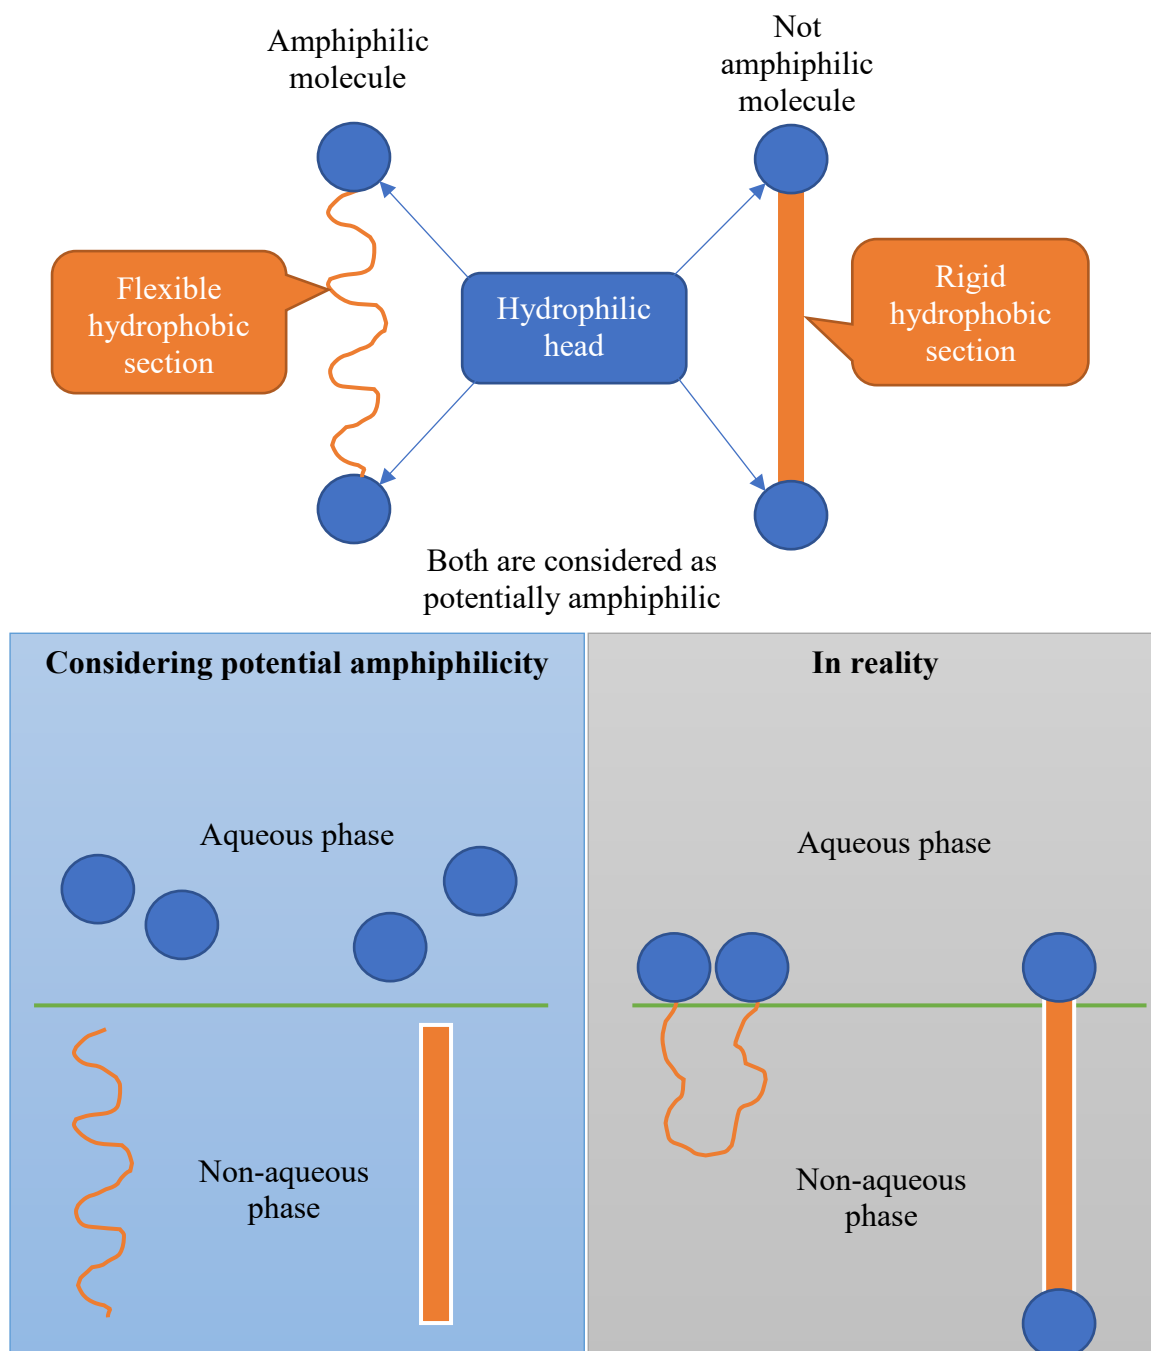 Amphiphilic
molecule
Not
amphiphilic
molecule
Flexible
hydrophobic
section
Hydrophilic
head
Rigid
hydrophobic
section
Both are considered as
potentially amphiphilic
Considering potential amphiphilicity
Aqueous phase
Non-aqueous
phase
In reality
Aqueous phase
Non-aqueous
phase